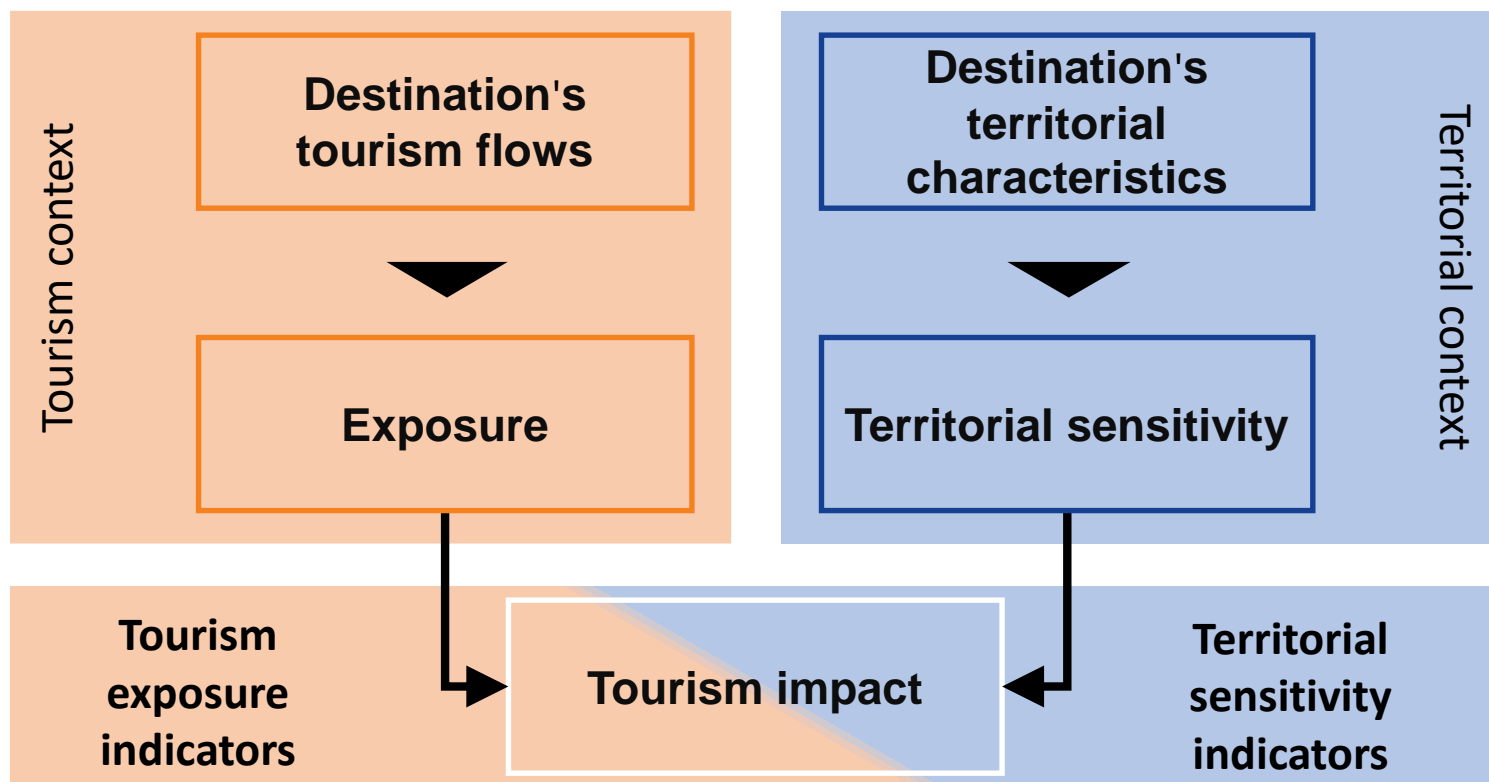 Tourism context
Destination's
tourism flows
Exposure
Destination's
territorial
characteristics
Territorial sensitivity
Territorial context
Tourism
exposure
indicators
Tourism impact
Territorial
sensitivity
indicators